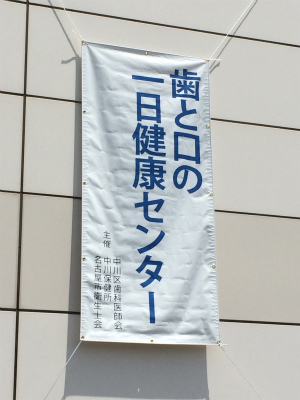 歯と口の
一日健康センター
主催
中川区歯科医師会
中川保健所
名古屋市衛生士会